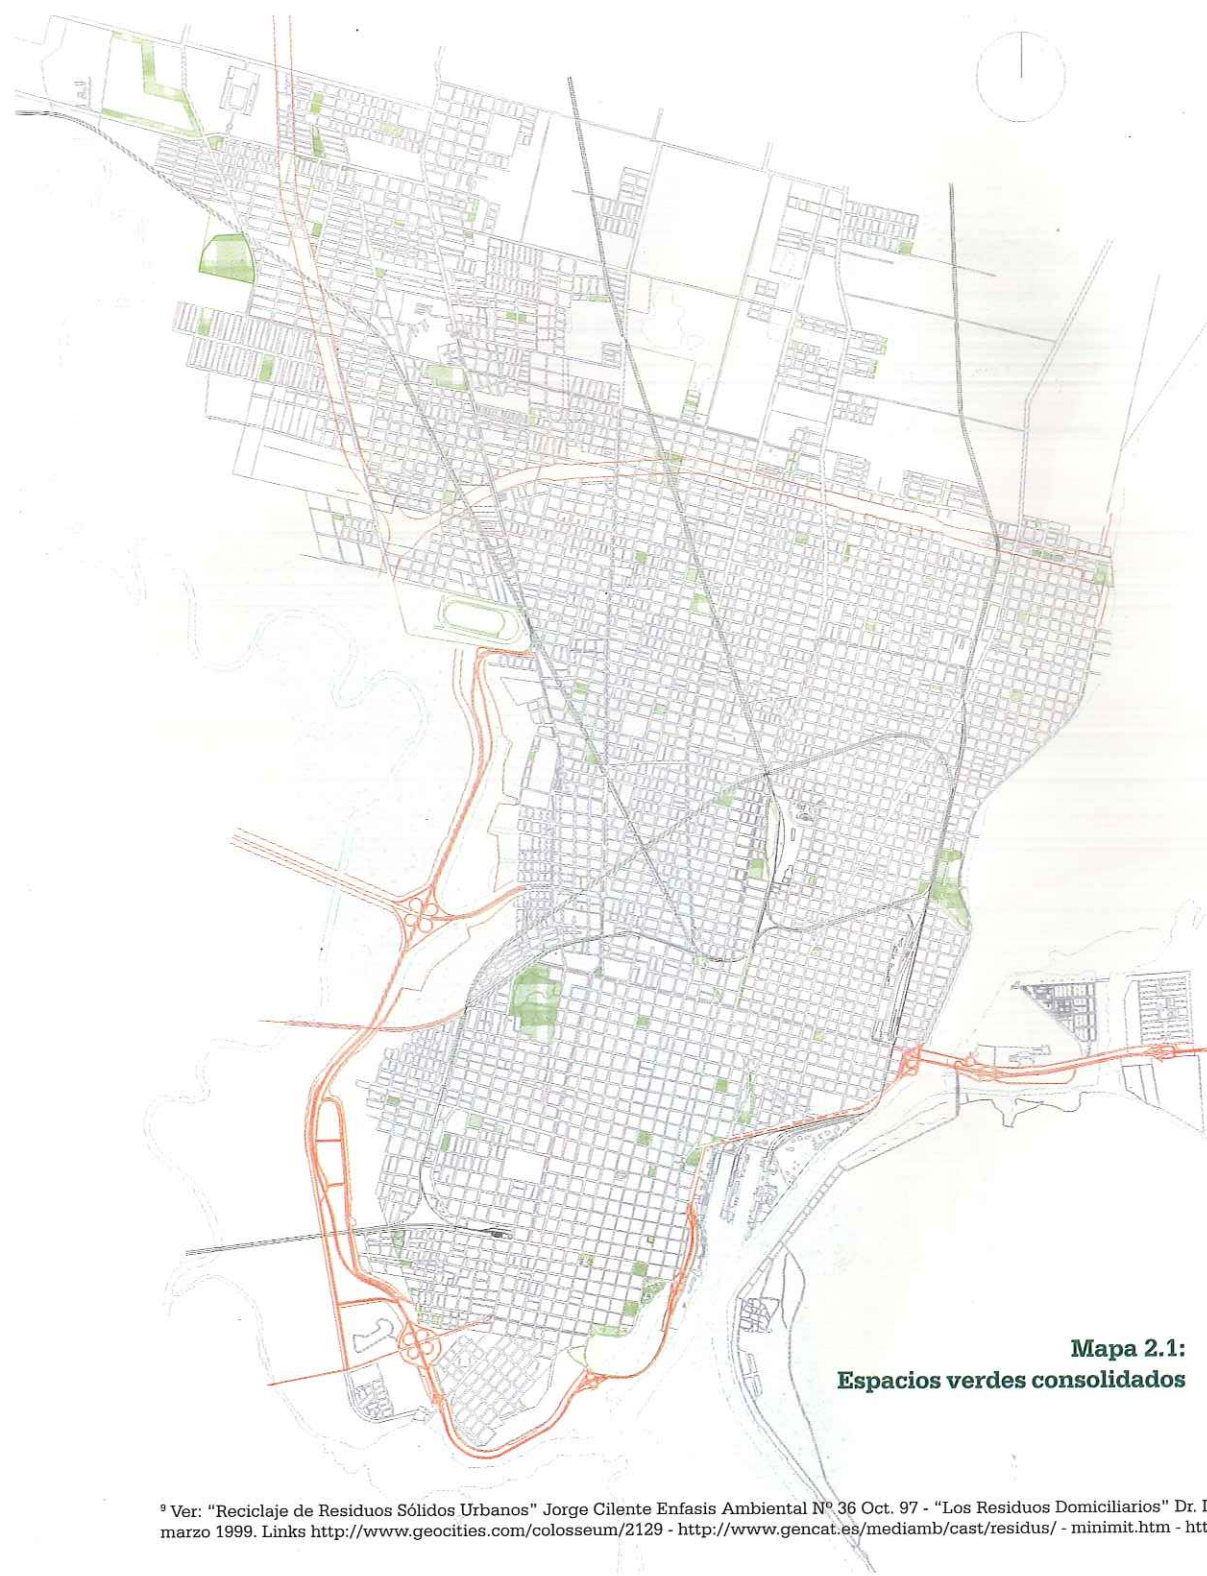 Mapa 2.1:
Espacios verdes consolidados
⁹ Ver: “Reciclaje de Residuos Sólidos Urbanos” Jorge Cilente Enfasis Ambiental Nº 36 Oct. 97 - “Los Residuos Domiciliarios” Dr.
marzo 1999. Links http://www.geocities.com/colosseum/2129 - http://www.gencat.es/mediamb/cast/residus/ - minimit.htm - htt